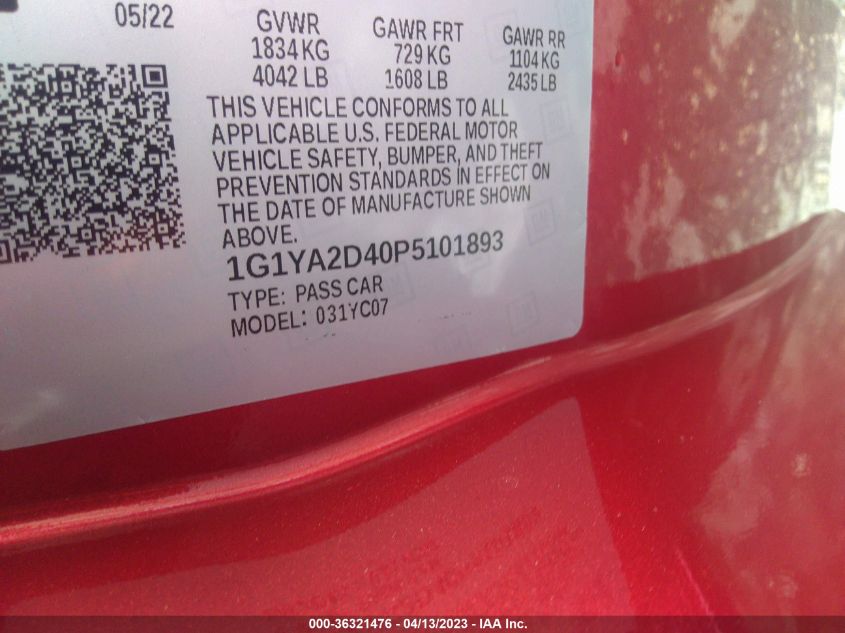 05/22
GVWR GAWR FRT GAWR RR
1834 KG 729 KG 1104 KG
4042 LB 1608 LB 2435 LB
THIS VEHICLE CONFORMS TO ALL
APPLICABLE U.S. FEDERAL MOTOR
VEHICLE SAFETY, BUMPER, AND THEFT
PREVENTION STANDARDS IN EFFECT ON
THE DATE OF MANUFACTURE SHOWN
ABOVE.
1G1YA2D40P5101893
TYPE: PASS CAR
MODEL: 031YC07
000-36321476 - 04/13/2023 - IAA Inc.